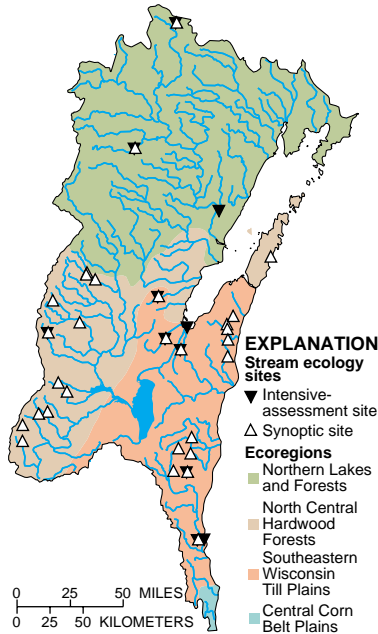 EXPLANATION
Stream ecology
sites
Intensive-
assessment site
Synoptic site
Ecoregions
Northern Lakes
and Forests
North Central
Hardwood
Forests
Southeastern
Wisconsin
Till Plains
Central Corn
Belt Plains
0 25 50 MILES
0 25 50 KILOMETERS